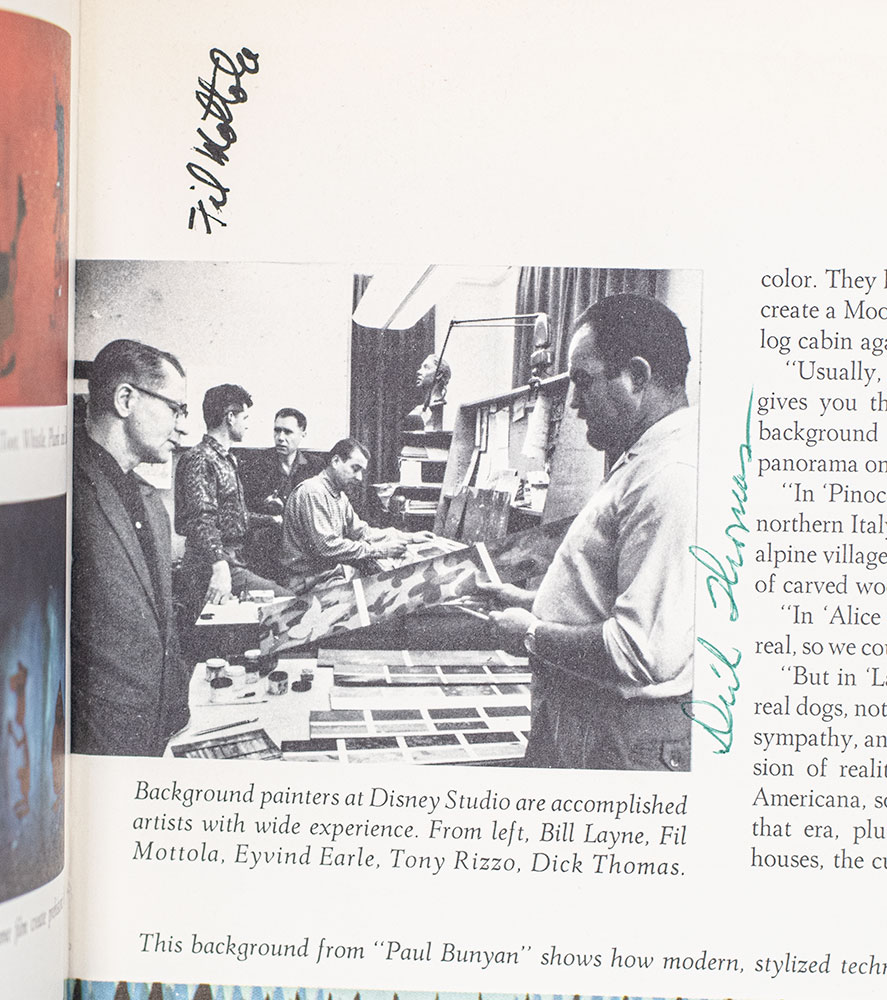 Fil Mottola
color. They
create a Moo
log cabin aga
"Usually,
gives you th
background
panorama on
"In 'Pinoc
northern Italy
alpine village
of carved wo
"In 'Alice
real, so we cou
"But in 'La
real dogs, not
sympathy, an
sion of realit
Americana, so
that era, plu
houses, the cu
Dick Thomas
Background painters at Disney Studio are accomplished
artists with wide experience. From left, Bill Layne, Fil
Mottola, Eyvind Earle, Tony Rizzo, Dick Thomas.
This background from "Paul Bunyan" shows how modern, stylized techn